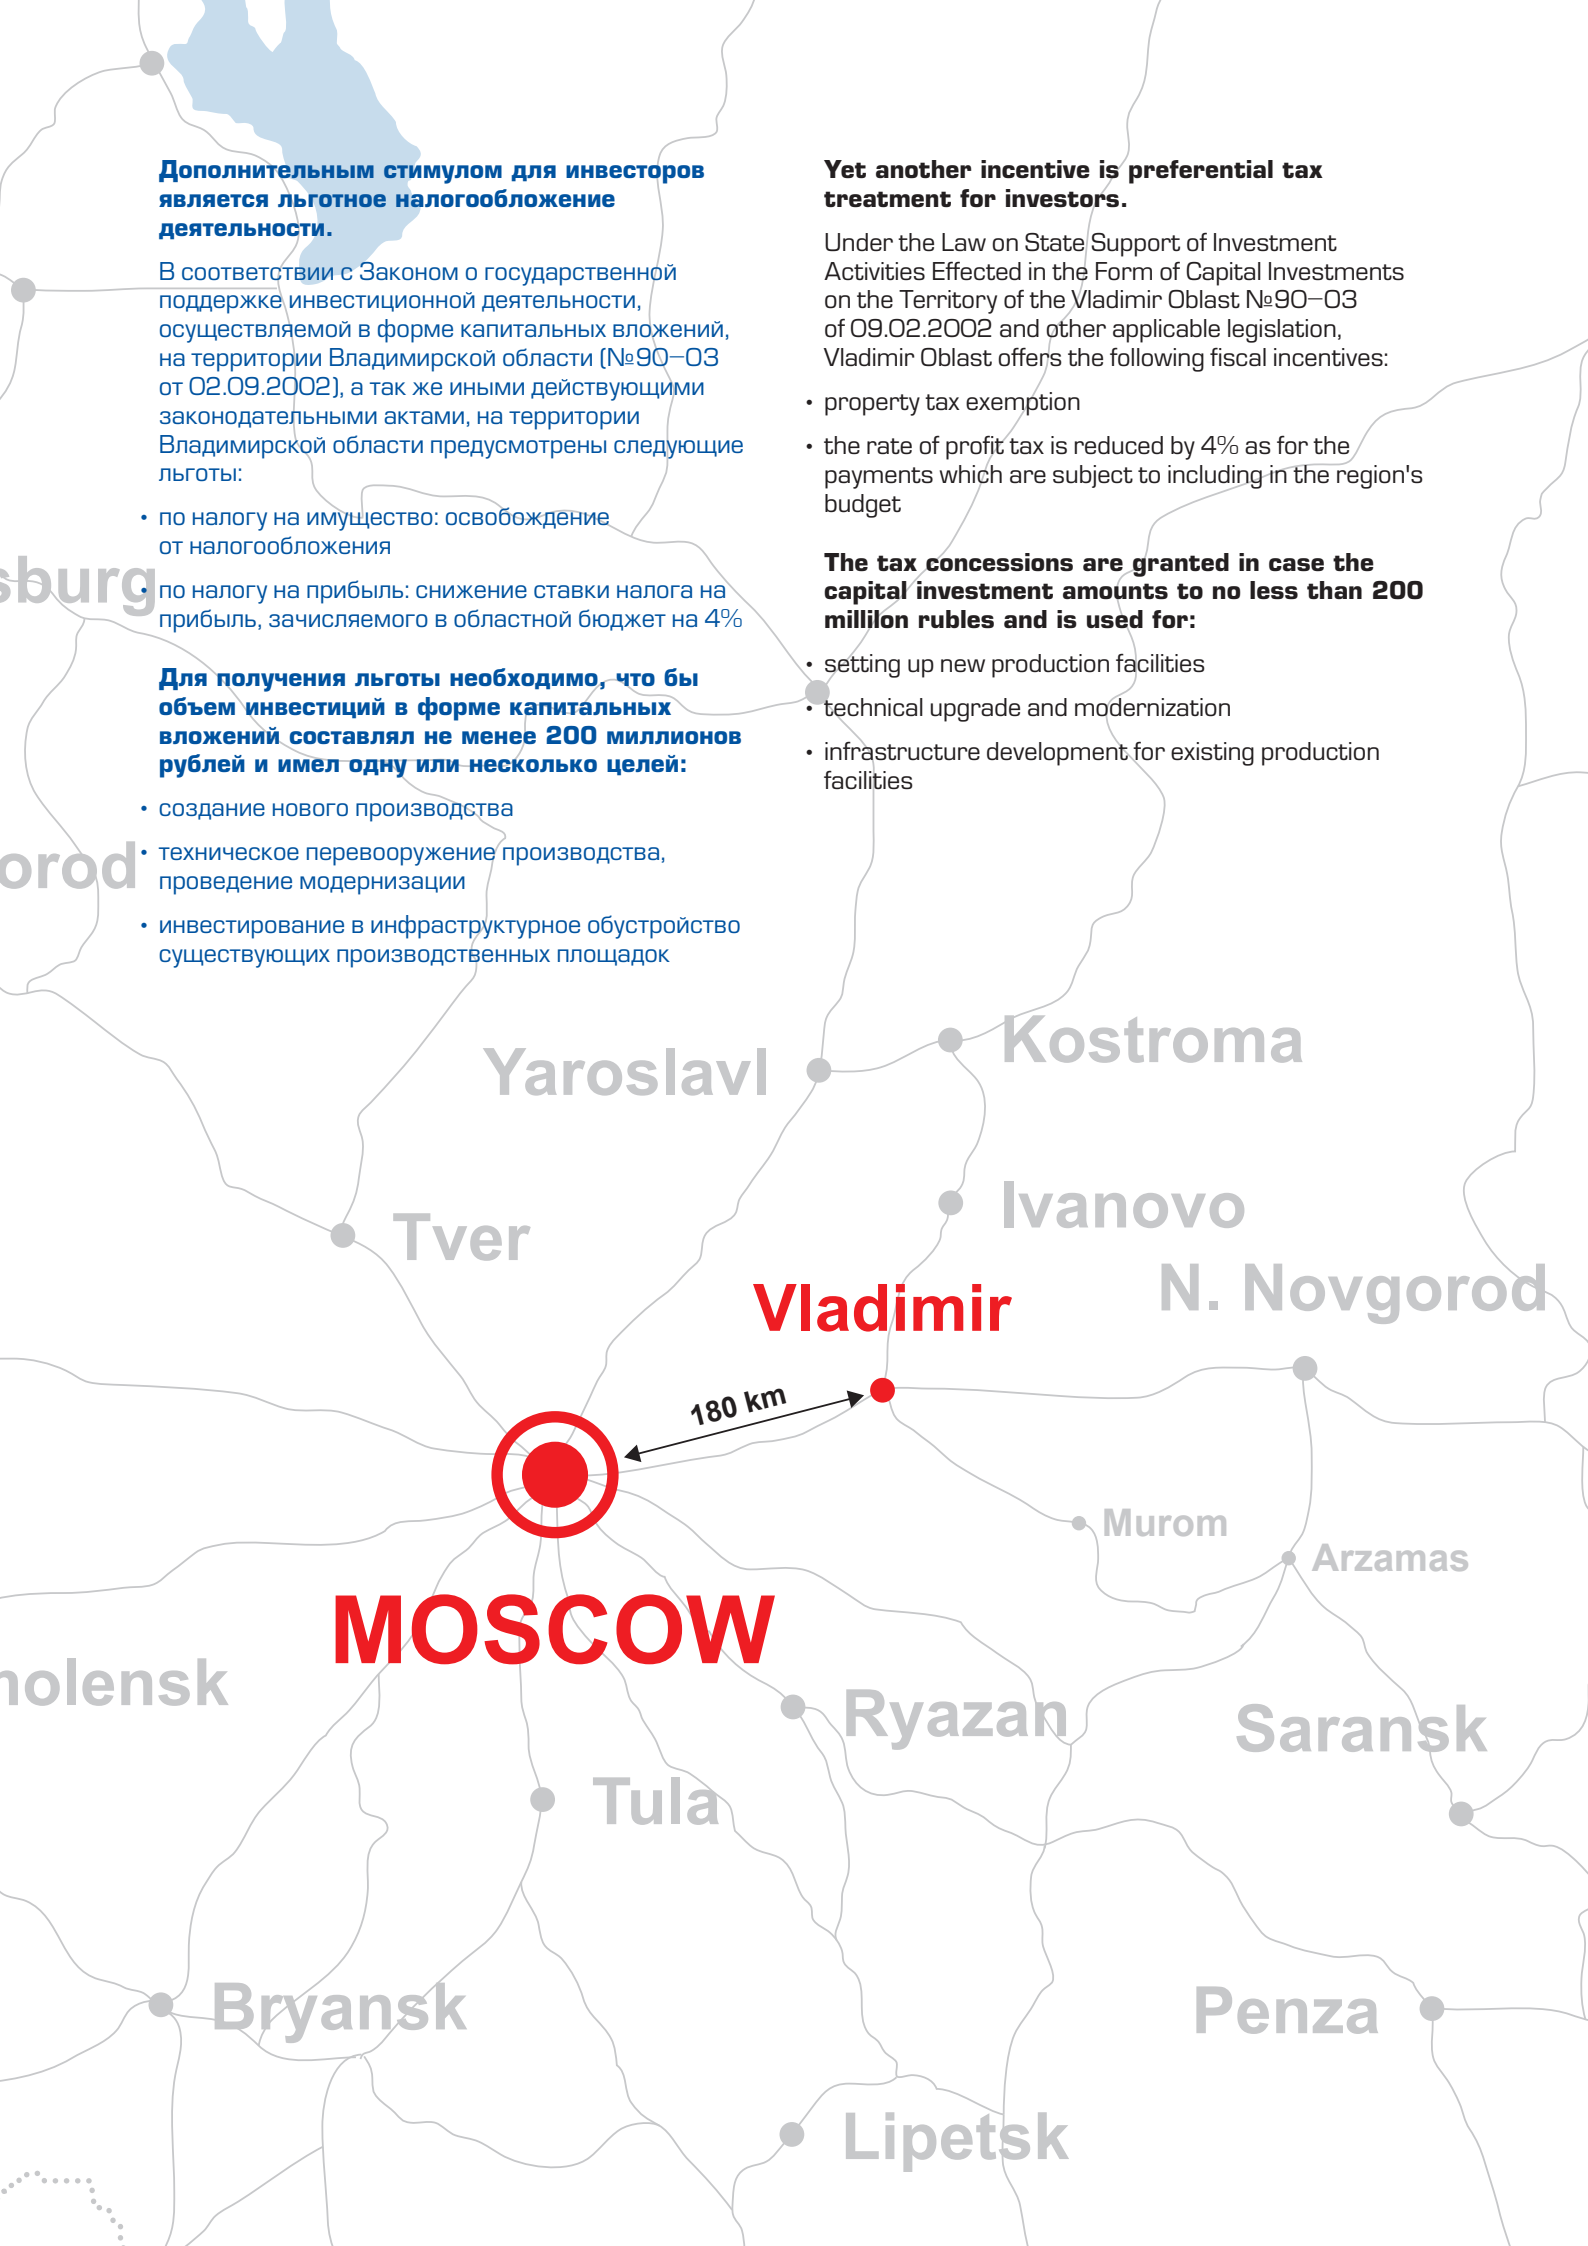 Дополнительным стимулом для инвесторов
является льготное налогообложение
деятельности.
В соответствии с Законом о государственной
поддержке инвестиционной деятельности,
осуществляемой в форме капитальных вложений,
на территории Владимирской области (№90–03
от 02.09.2002), а так же иными действующими
законодательными актами, на территории
Владимирской области предусмотрены следующие
льготы:
• по налогу на имущество: освобождение
от налогообложения
• по налогу на прибыль: снижение ставки налога на
прибыль, зачисляемого в областной бюджет на 4%
Для получения льготы необходимо, что бы
объем инвестиций в форме капитальных
вложений составлял не менее 200 миллионов
рублей и имел одну или несколько целей:
• создание нового производства
• техническое перевооружение производства,
проведение модернизации
• инвестирование в инфраструктурное обустройство
существующих производственных площадок
Yet another incentive is preferential tax
treatment for investors.
Under the Law on State Support of Investment
Activities Effected in the Form of Capital Investments
on the Territory of the Vladimir Oblast №90–03
of 09.02.2002 and other applicable legislation,
Vladimir Oblast offers the following fiscal incentives:
• property tax exemption
• the rate of profit tax is reduced by 4% as for the
payments which are subject to including in the region's
budget
The tax concessions are granted in case the
capital investment amounts to no less than 200
millilon rubles and is used for:
• setting up new production facilities
• technical upgrade and modernization
• infrastructure development for existing production
facilities
sburg
orod
Kostroma
Yaroslavl
Ivanovo
Tver
N. Novgorod
Vladimir
180 km
Murom
Arzamas
MOSCOW
molensk
Ryazan
Saransk
Tula
Bryansk
Penza
Lipetsk